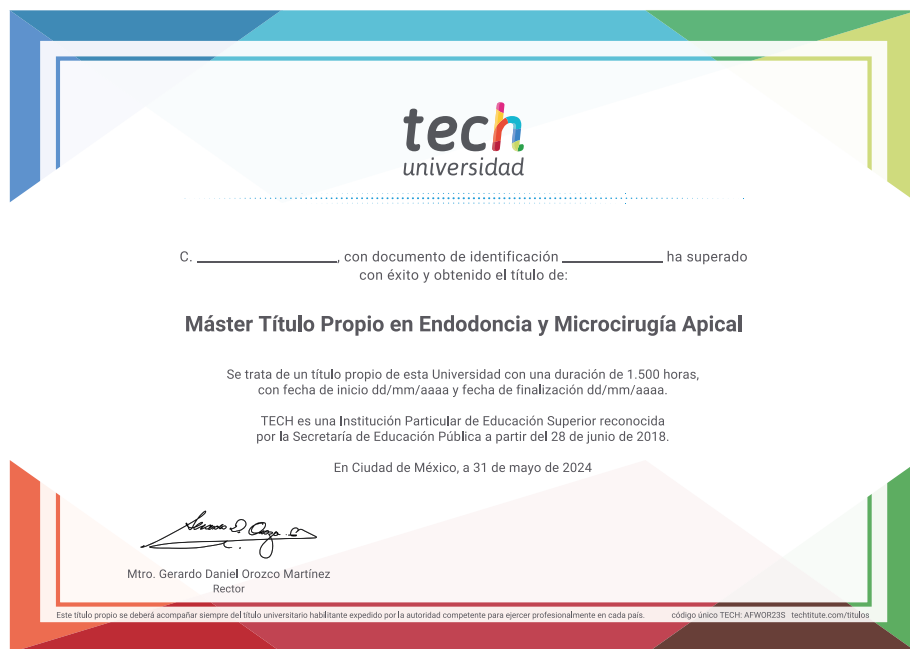 tech
universidad
C. ____________, con documento de identificación ____________ ha superado
con éxito y obtenido el título de:
Máster Título Propio en Endodoncia y Microcirugía Apical
Se trata de un título propio de esta Universidad con una duración de 1.500 horas,
con fecha de inicio dd/mm/aaaa y fecha de finalización dd/mm/aaaa.
TECH es una Institución Particular de Educación Superior reconocida
por la Secretaría de Educación Pública a partir del 28 de junio de 2018.
En Ciudad de México, a 31 de mayo de 2024
Mtro. Gerardo Daniel Orozco Martínez
Rector
Este título propio se deberá acompañar siempre del título universitario habilitante expedido por la autoridad competente para ejercer profesionalmente en cada país. código único TECH: AFWOR23S techtitute.com/titulos